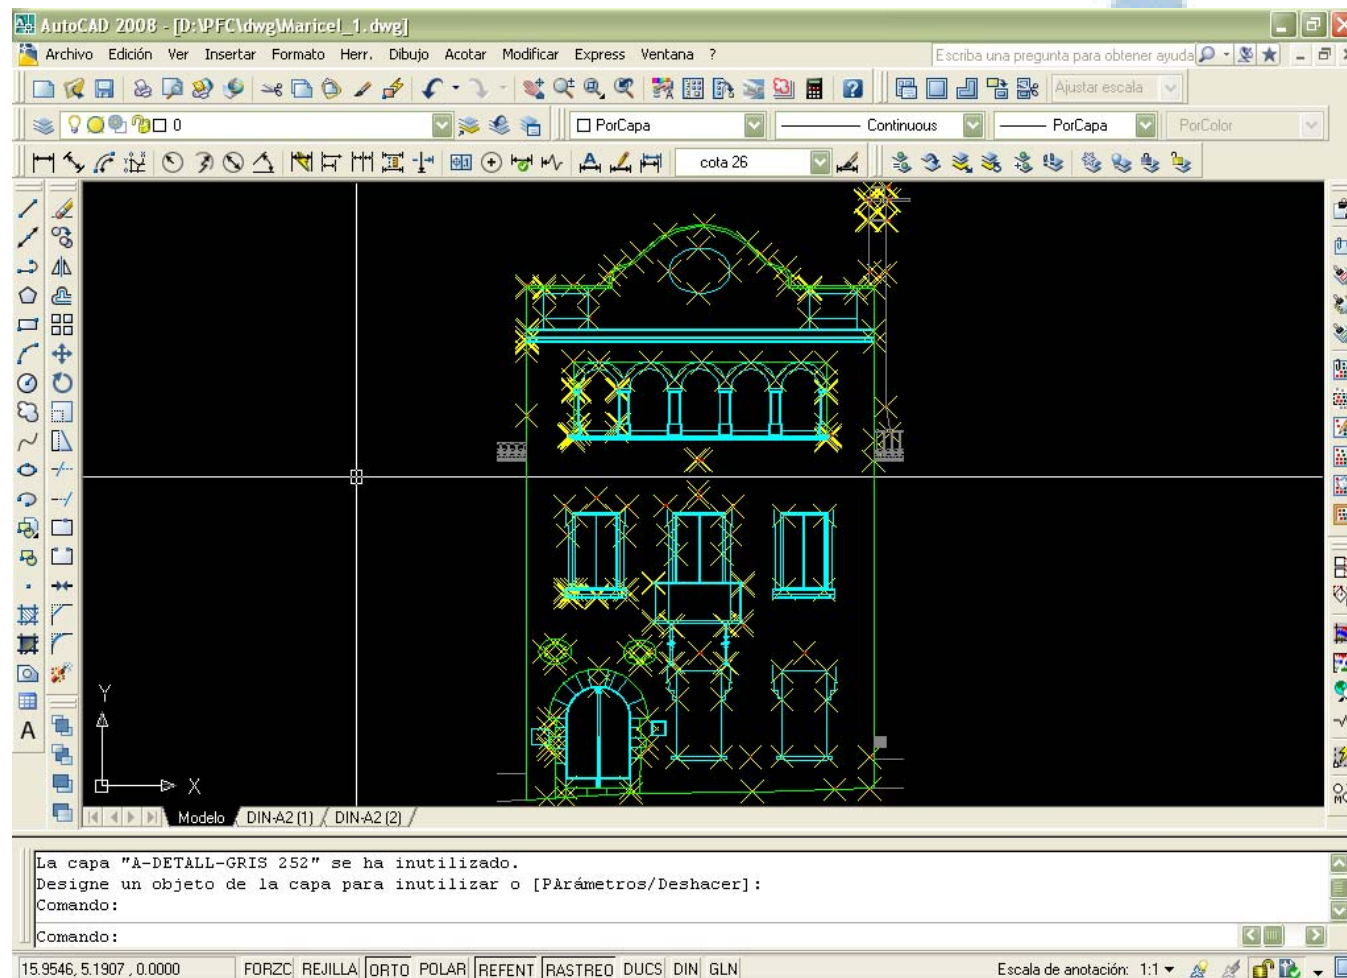 AutoCAD 2008 - [D:\PFC\dwg\Maricel_1.dwg]
Archivo Edición Ver Insertar Formato Herr. Dibujo Acotar Modificar Express Ventana ? Escriba una pregunta para obtener ayuda
Ajustar escala
0 PorCapa Continuous PorCapa PorColor
cota 26
A
Y
X
Modelo DIN-A2 (1) DIN-A2 (2)
La capa "A-DETALL-GRIS 252" se ha inutilizado.
Designe un objeto de la capa para inutilizar o [PArámetros/Deshacer]:
Comando:
Comando:
15.9546, 5.1907 , 0.0000 FORZC REJILLA ORTO POLAR REFENT RASTREO DUCS DIN GLN Escala de anotación: 1:1